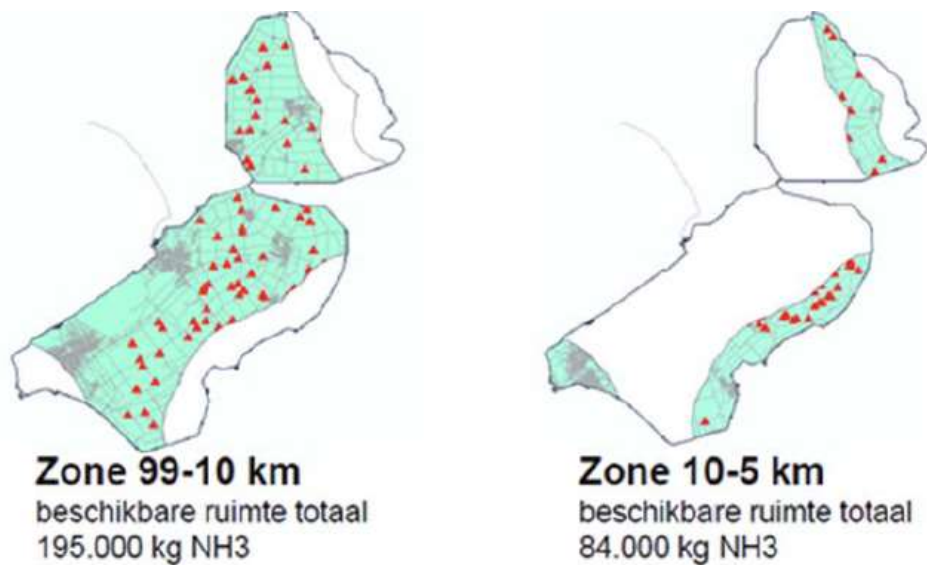 Zone 99-10 km
beschikbare ruimte totaal
195.000 kg NH3
Zone 10-5 km
beschikbare ruimte totaal
84.000 kg NH3